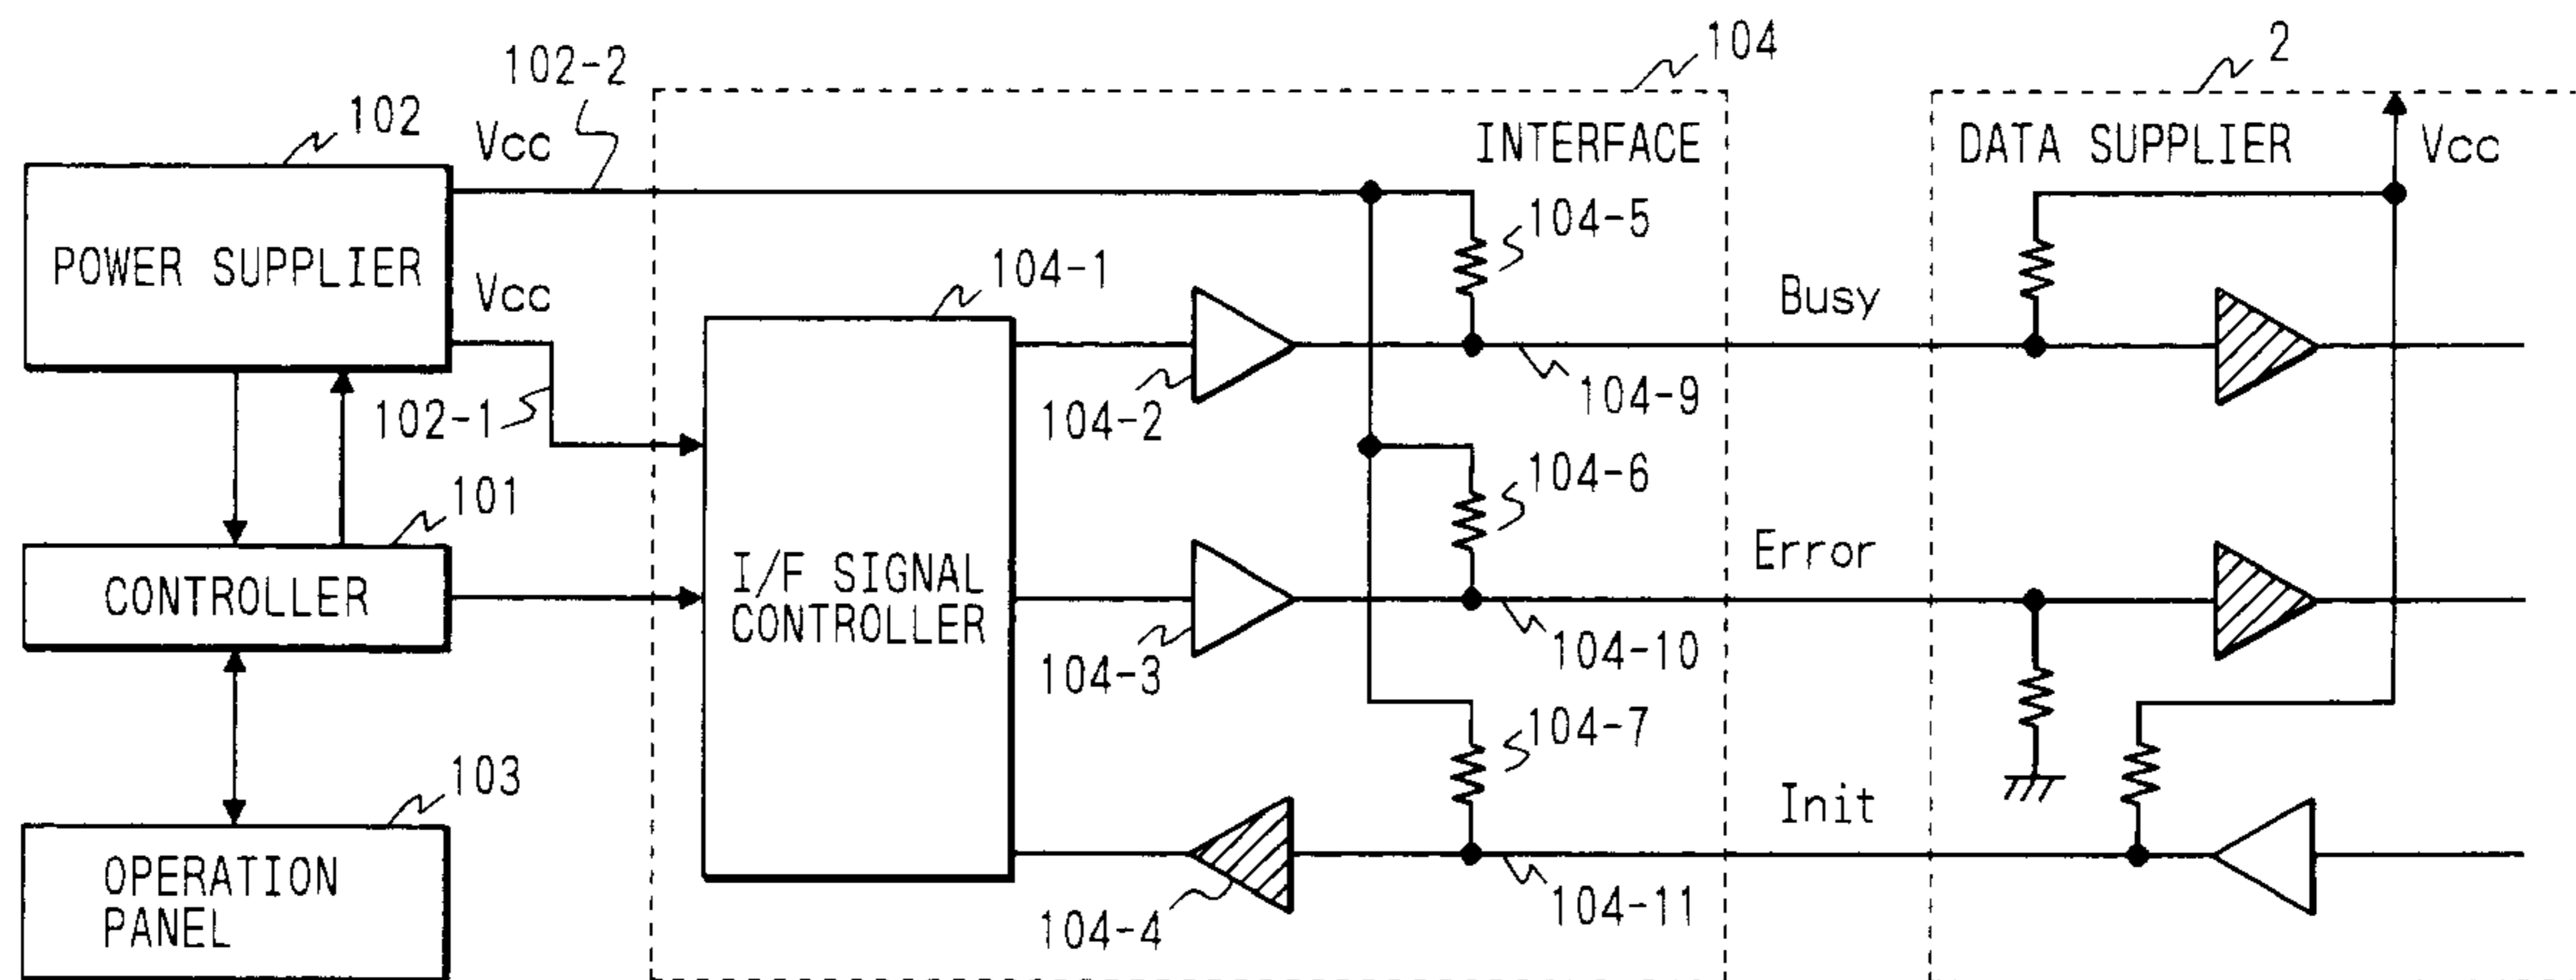 104
2
102-2
102
Vcc
INTERFACE
DATA SUPPLIER
Vcc
104-5
POWER SUPPLIER
Vcc
104-1
Busy
102-1
104-2
104-9
101
104-6
CONTROLLER
I/F SIGNAL
CONTROLLER
Error
104-3
104-10
104-7
103
Init
OPERATION
PANEL
104-4
104-11